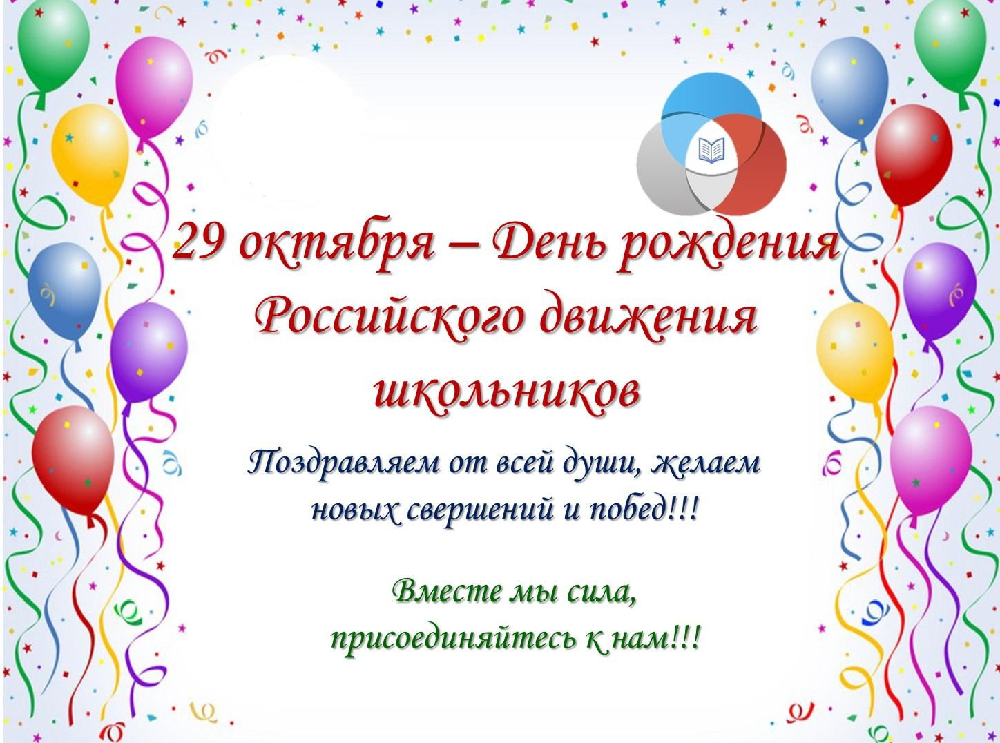 29 октября – День рождения
Российского движения
школьников
Поздравляем от всей души, желаем
новых свершений и побед!!!
Вместе мы сила,
присоединяйтесь к нам!!!